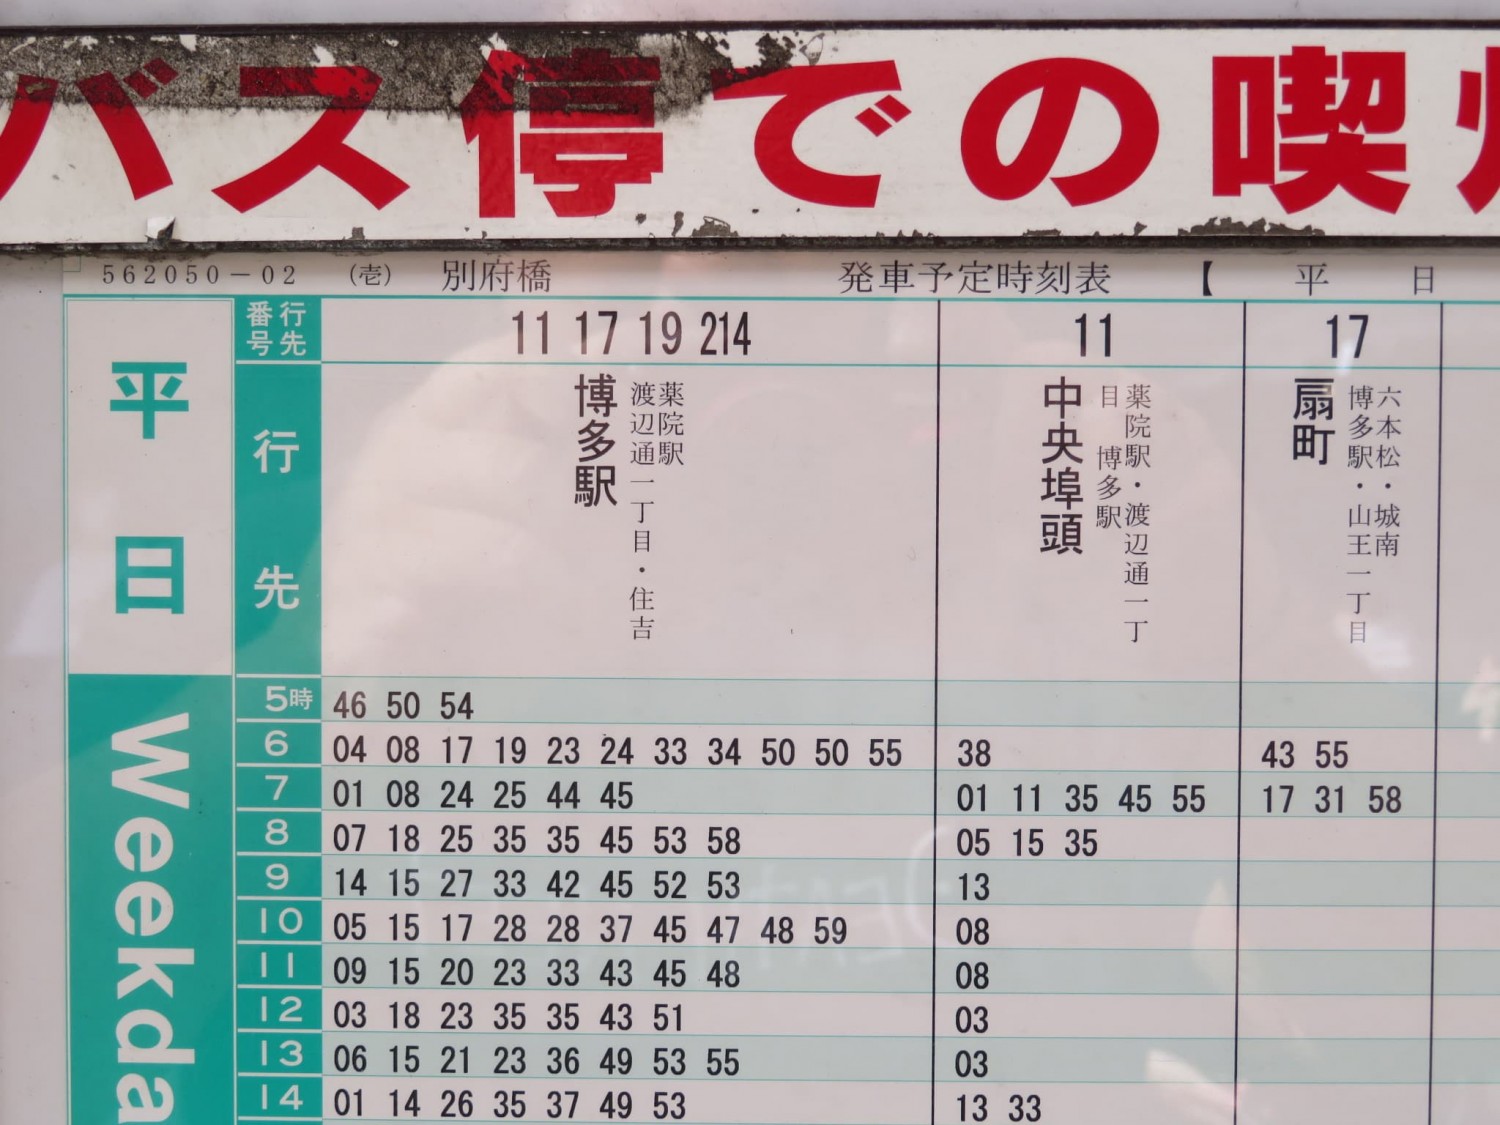 バス停での喫
562050－02 （壱） 別府橋 発車予定時刻表 【 平 日
番号 行先 11 17 19 214 11 17
平日
行先
博多駅
薬院駅
渡辺通一丁目・住吉
中央埠頭
薬院駅・渡辺通一丁
目 博多駅
扇町
六本松・城南
博多駅・山王一丁目
Weekda
5時 46 50 54
6 04 08 17 19 23 24 33 34 50 50 55 38 43 55
7 01 08 24 25 44 45 01 11 35 45 55 17 31 58
8 07 18 25 35 35 45 53 58 05 15 35
9 14 15 27 33 42 45 52 53 13
10 05 15 17 28 28 37 45 47 48 59 08
11 09 15 20 23 33 43 45 48 08
12 03 18 23 35 35 43 51 03
13 06 15 21 23 36 49 53 55 03
14 01 14 26 35 37 49 53 13 33